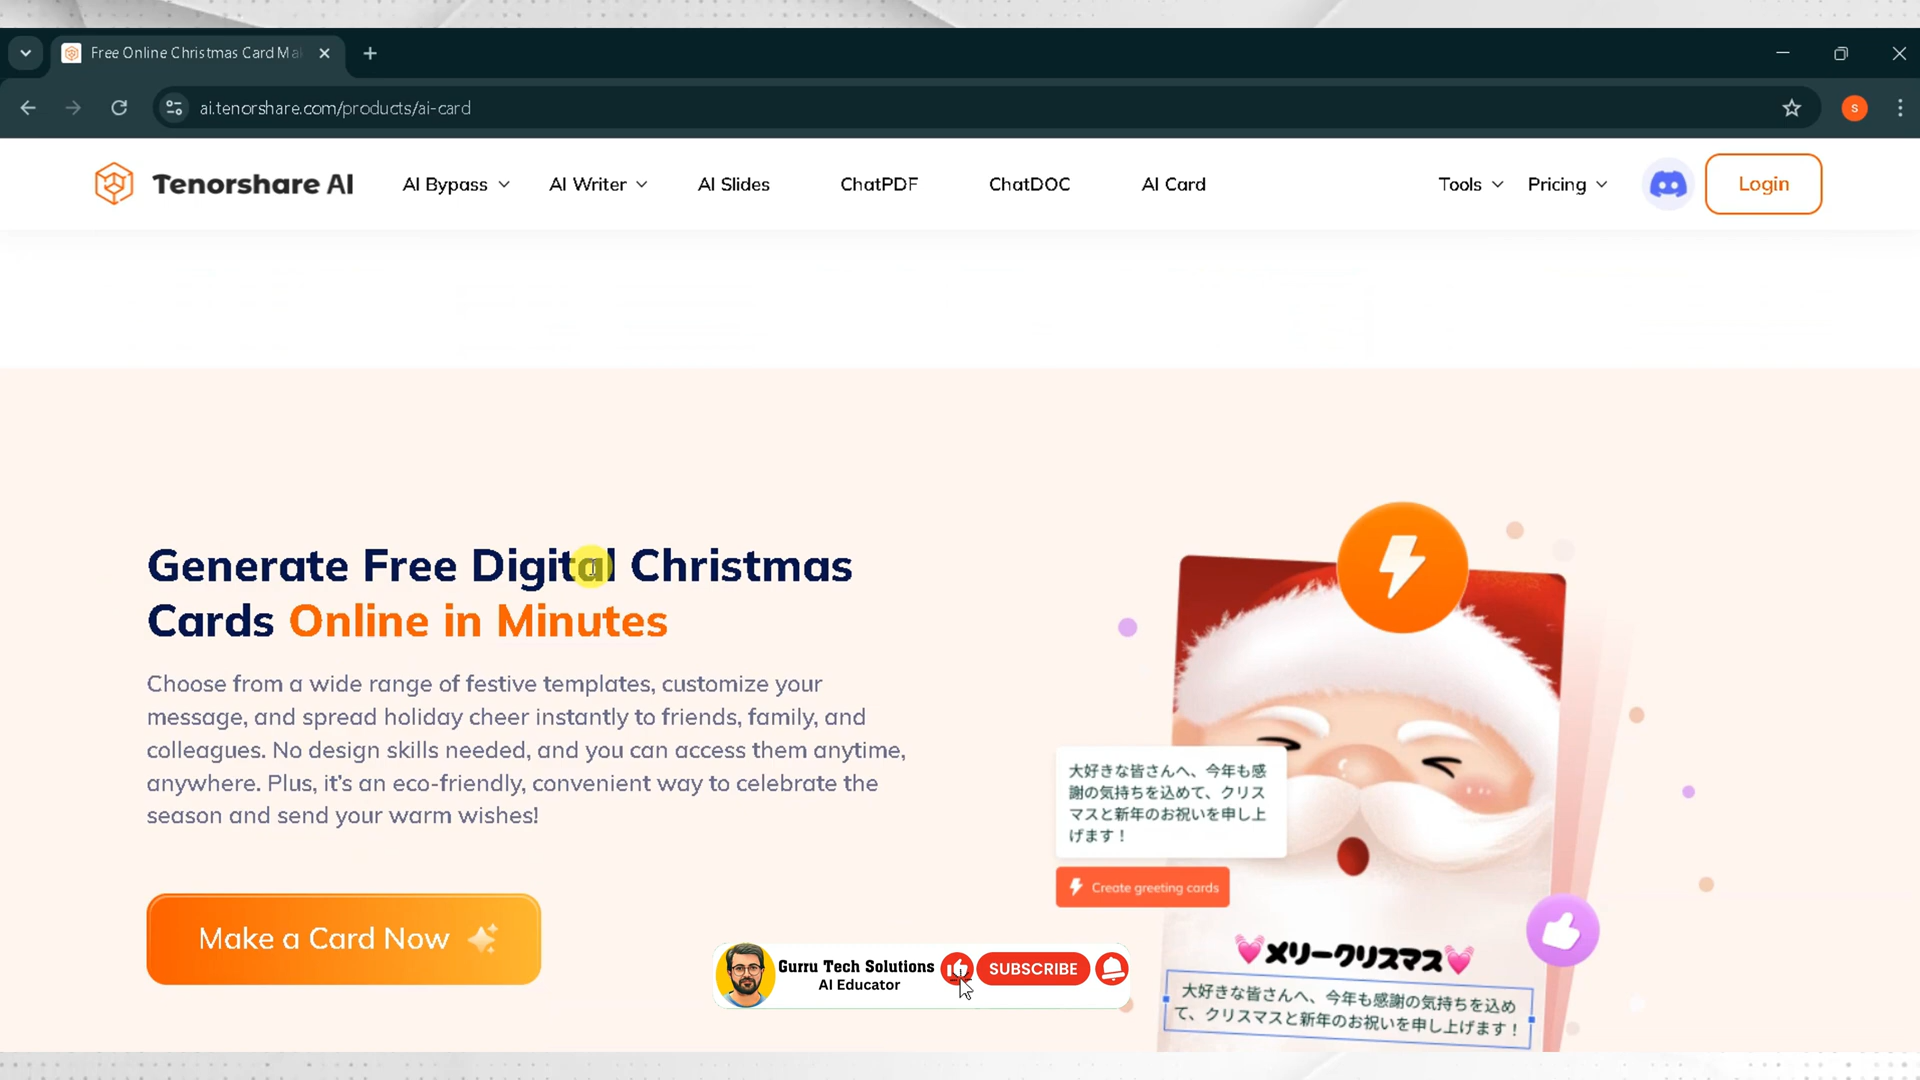 Free Online Christmas Card Ma
ai.tenorshare.com/products/ai-card
S
Tenorshare AI
AI Bypass
AI Writer
AI Slides
ChatPDF
ChatDOC
AI Card
Tools
Pricing
Login
Generate Free Digital Christmas
Cards Online in Minutes
Choose from a wide range of festive templates, customize your
message, and spread holiday cheer instantly to friends, family, and
colleagues. No design skills needed, and you can access them anytime,
anywhere. Plus, it's an eco-friendly, convenient way to celebrate the
season and send your warm wishes!
Make a Card Now
大好きな皆さんへ、今年も感
謝の気持ちを込めて、クリス
マスと新年のお祝いを申し上
げます！
Create greeting cards
メリークリスマス
大好きな皆さんへ、今年も感謝の気持ちを込め
て、クリスマスと新年のお祝いを申し上げます！
Gurru Tech Solutions
AI Educator
SUBSCRIBE